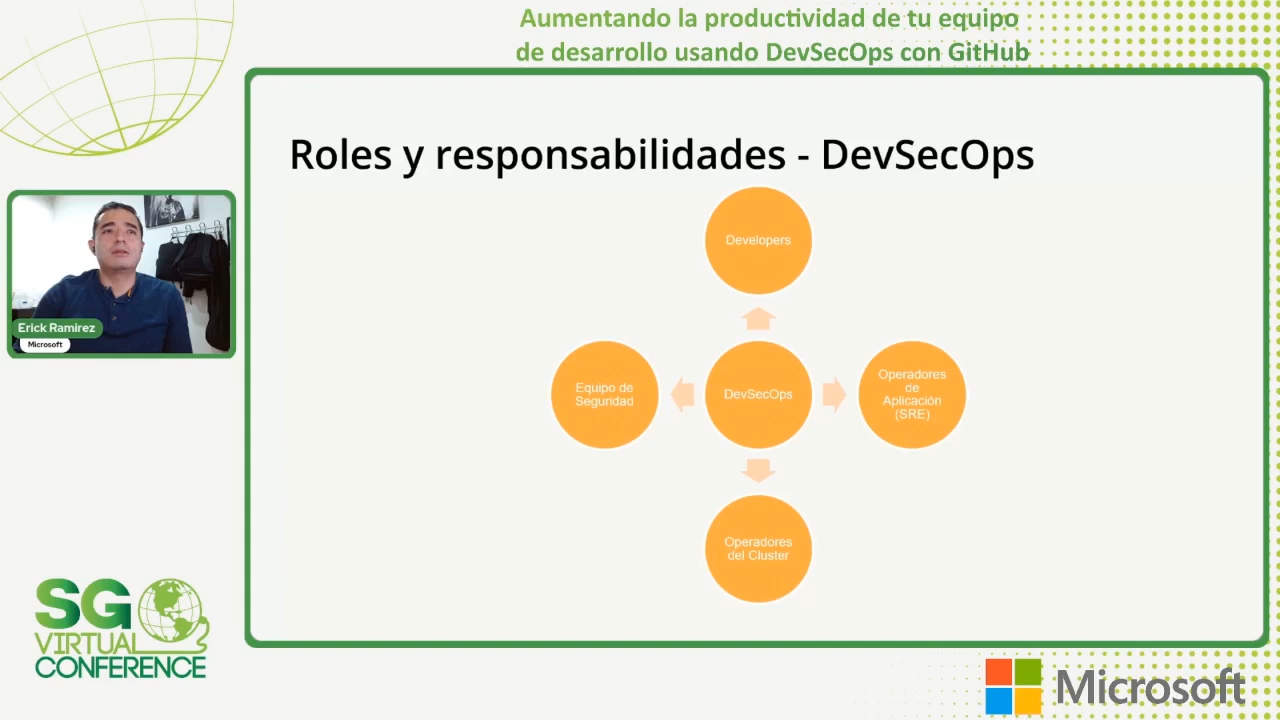 Aumentando la productividad de tu equipo
de desarrollo usando DevSecOps con GitHub
Roles y responsabilidades - DevSecOps
Developers
Erick Ramirez
Microsoft
Equipo de
Seguridad
DevSecOps
Operadores
de
Aplicación
(SRE)
Operadores
del Cluster
SG
VIRTUAL
CONFERENCE
Microsoft